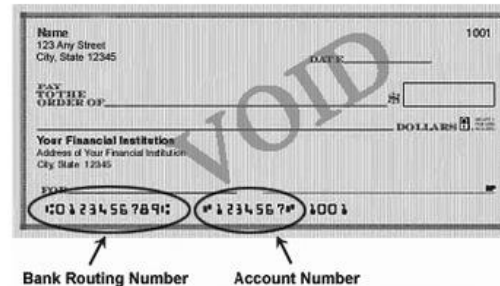 Name 1001
123 Any Street
City, State 12345
DATE
VOID
PAY
TO THE
ORDER OF $
DOLLARS
Your Financial Institution
Address of Your Financial Institution
City, State 12345
FOR
⑆0123456789⑆ ⑈1234567⑈ 1001
Bank Routing Number Account Number